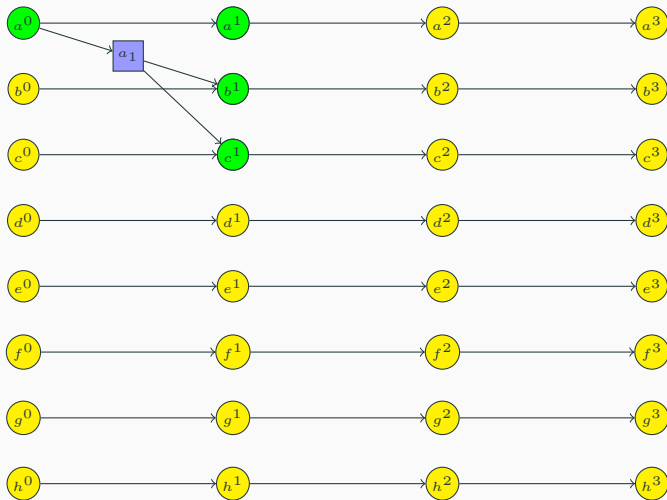 a⁰ a¹ a² a³
a₁
b⁰ b¹ b² b³
c⁰ c¹ c² c³
d⁰ d¹ d² d³
e⁰ e¹ e² e³
f⁰ f¹ f² f³
g⁰ g¹ g² g³
h⁰ h¹ h² h³